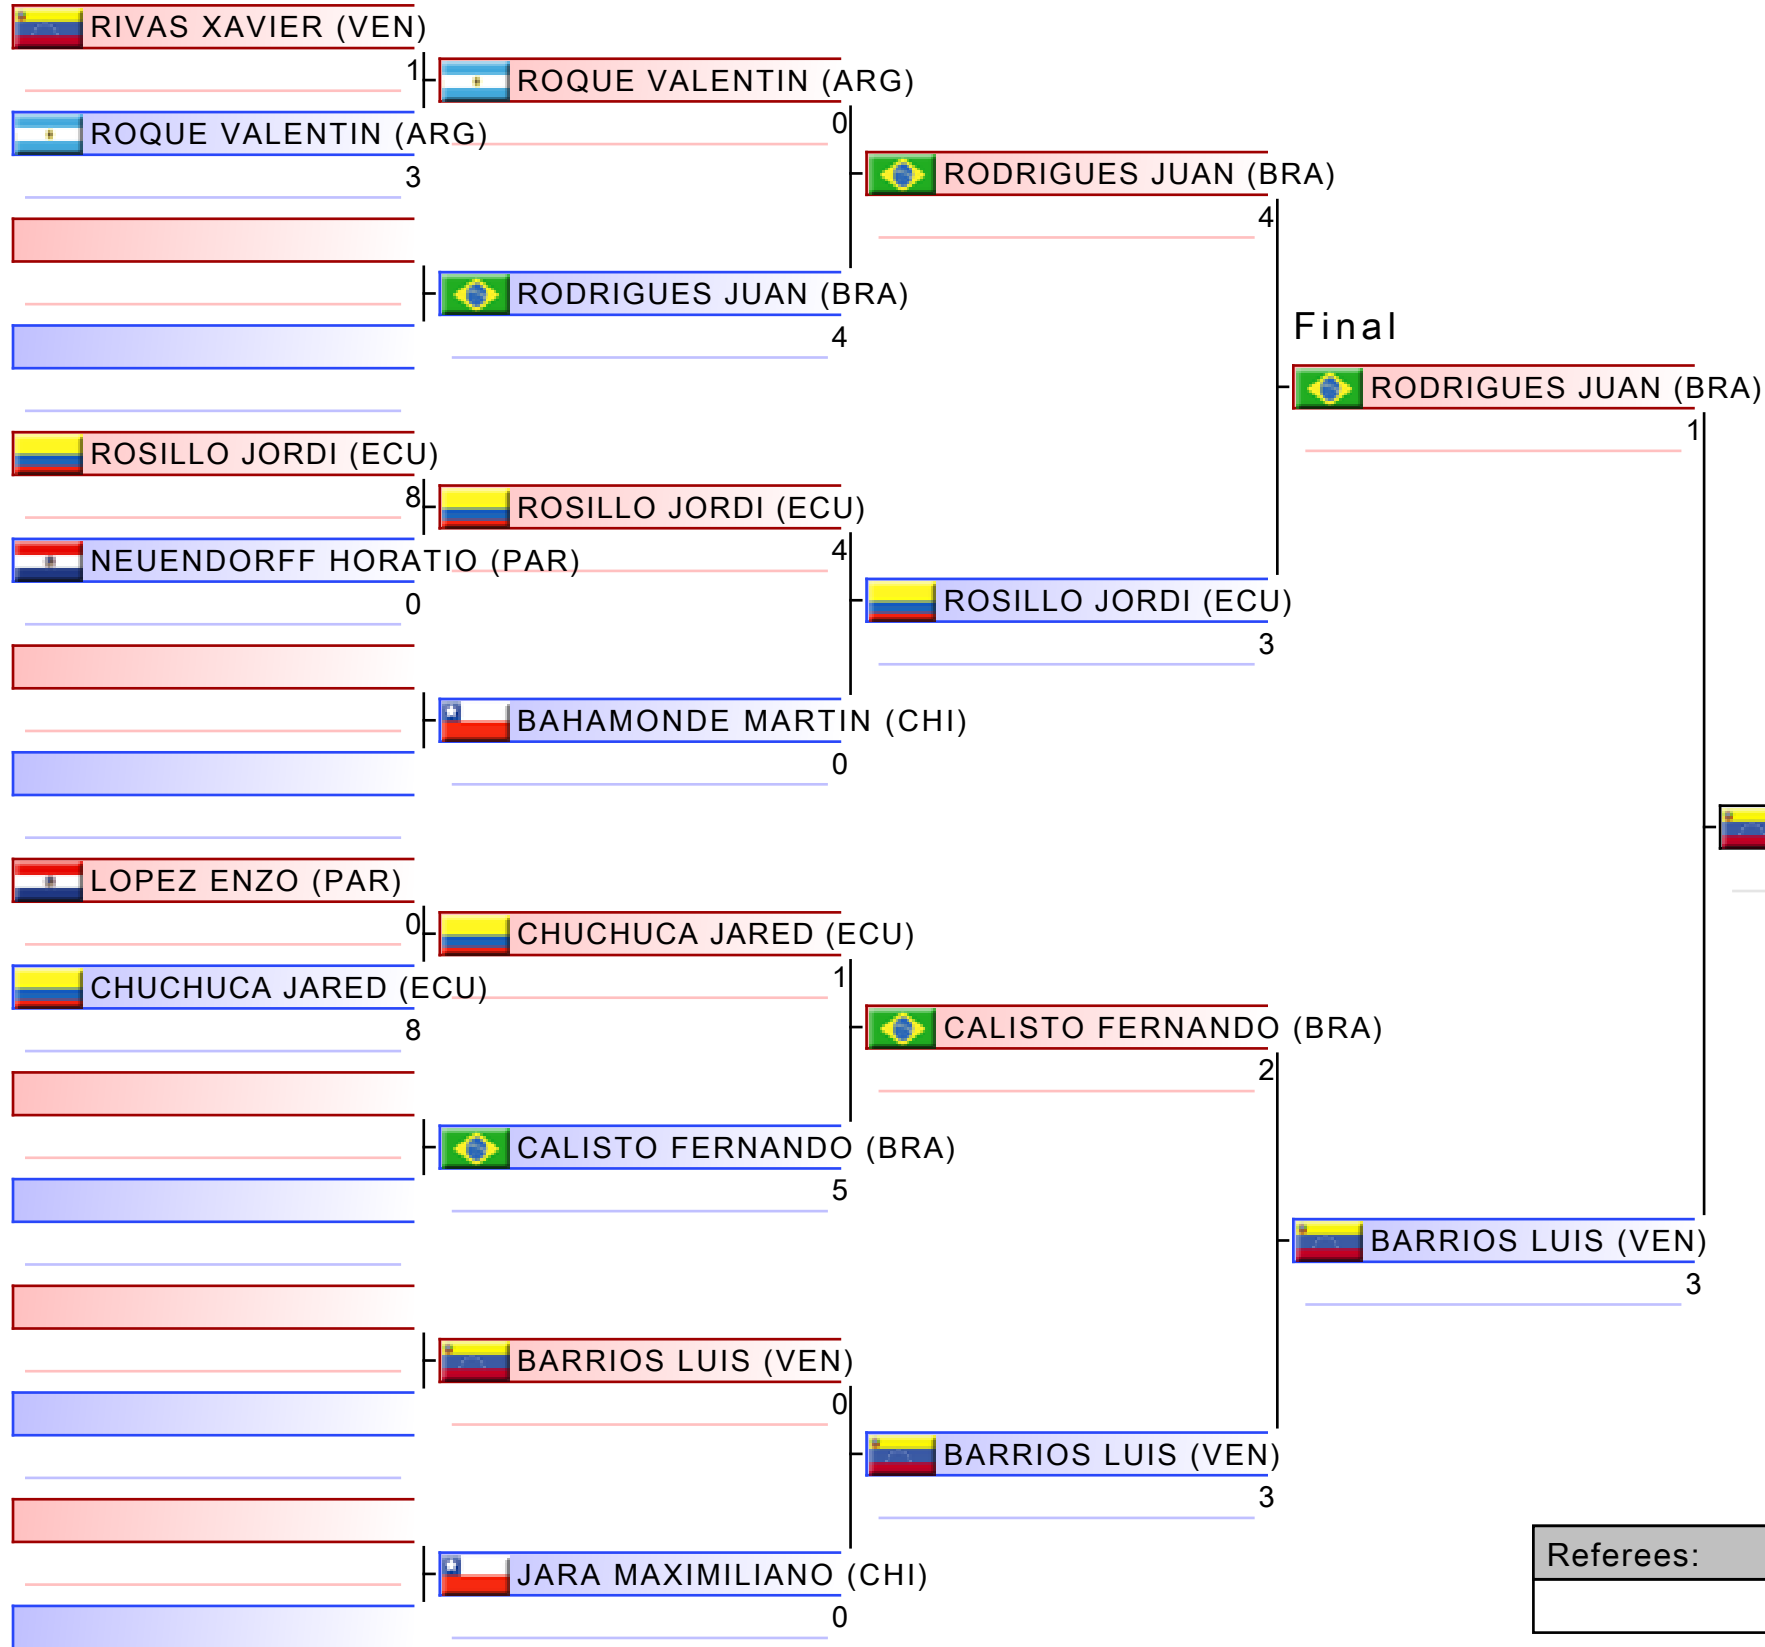 RIVAS XAVIER (VEN)
1
ROQUE VALENTIN (ARG)
3
ROSILLO JORDI (ECU)
8
NEUENDORFF HORATIO (PAR)
0
LOPEZ ENZO (PAR)
0
CHUCHUCA JARED (ECU)
8
ROQUE VALENTIN (ARG)
0
RODRIGUES JUAN (BRA)
4
ROSILLO JORDI (ECU)
4
BAHAMONDE MARTIN (CHI)
0
CHUCHUCA JARED (ECU)
1
CALISTO FERNANDO (BRA)
5
BARRIOS LUIS (VEN)
0
JARA MAXIMILIANO (CHI)
0
RODRIGUES JUAN (BRA)
4
ROSILLO JORDI (ECU)
3
CALISTO FERNANDO (BRA)
2
BARRIOS LUIS (VEN)
3
Final
RODRIGUES JUAN (BRA)
1
BARRIOS LUIS (VEN)
3
Referees: